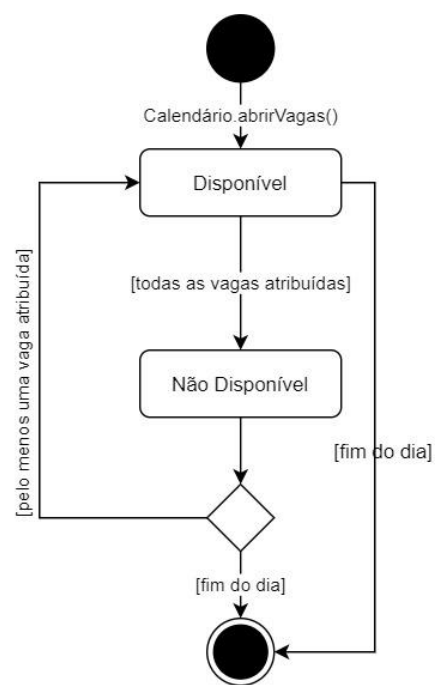 Calendário.abrirVagas()
Disponível
[todas as vagas atribuídas]
[pelo menos uma vaga atribuída]
Não Disponível
[fim do dia]
[fim do dia]